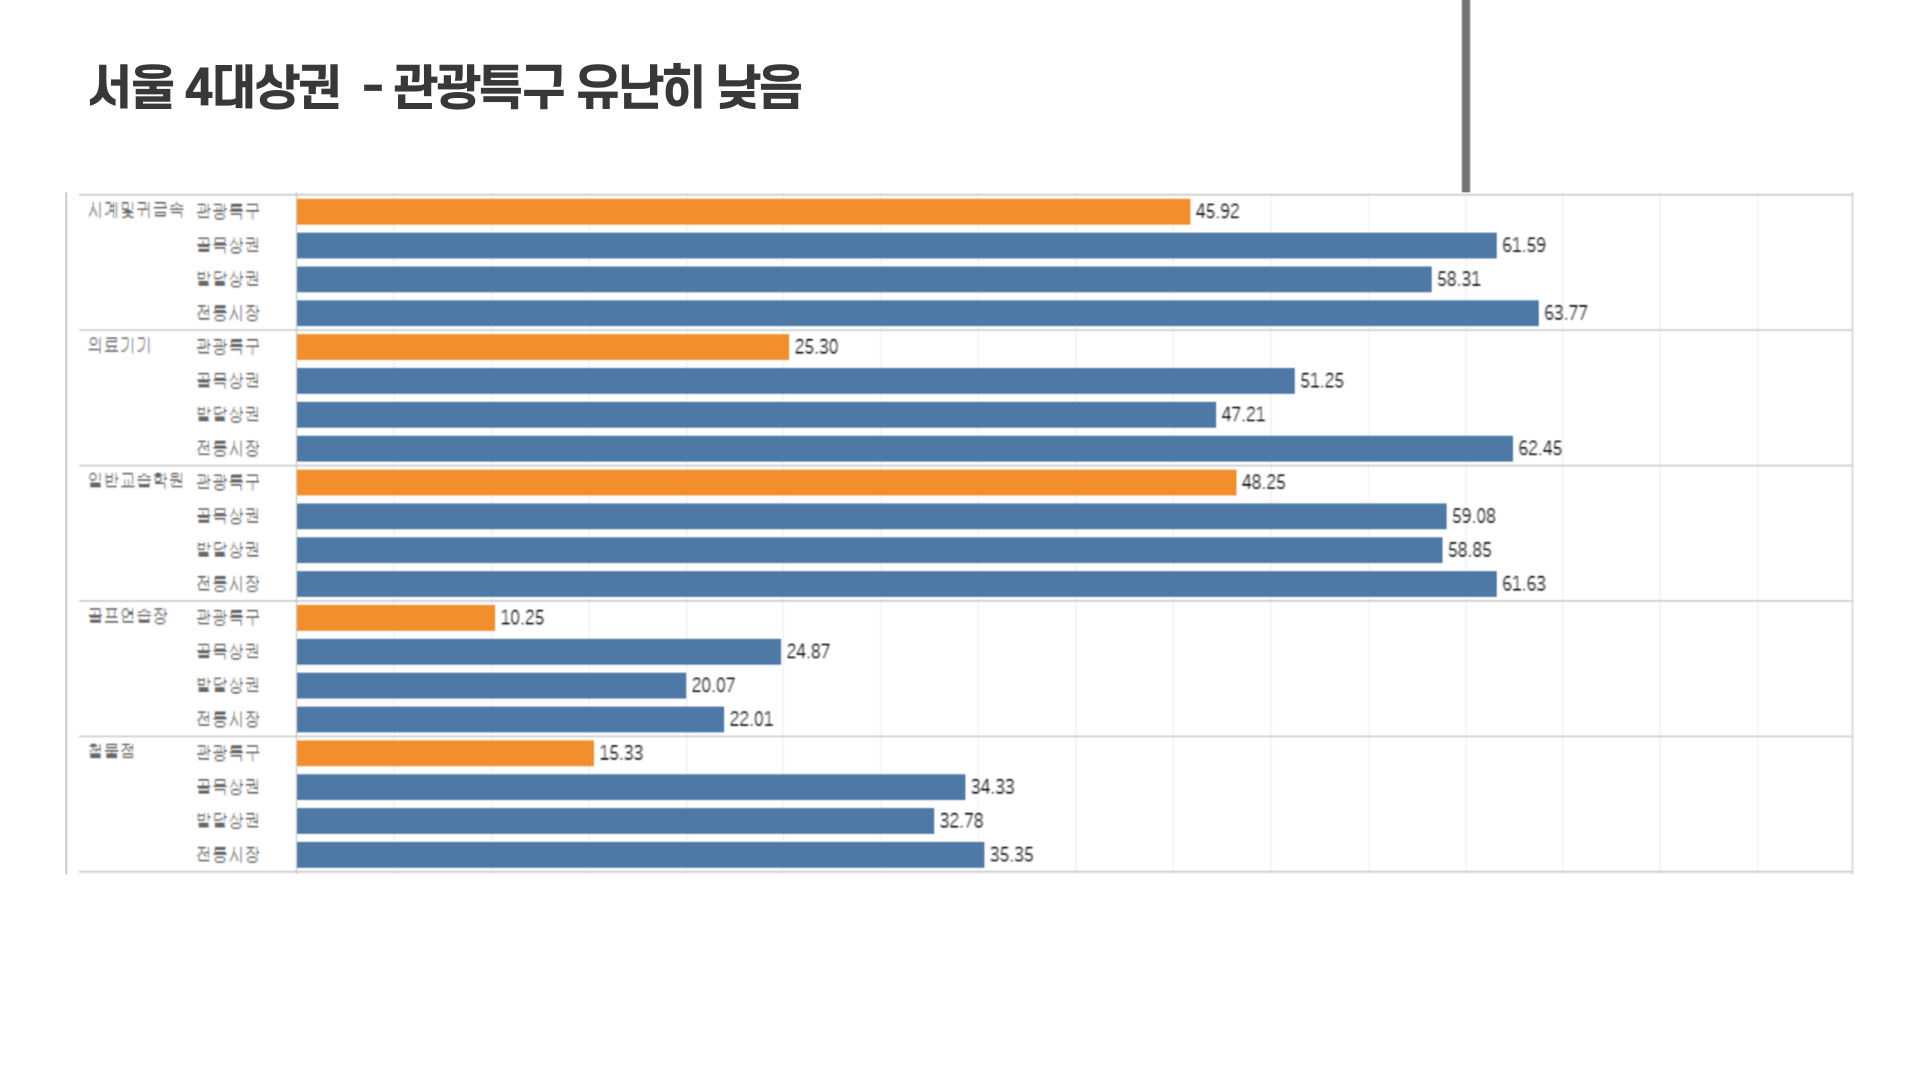 서울 4대상권 - 관광특구 유난히 낮음
시계및귀금속 관광특구 45.92
골목상권 61.59
발달상권 58.31
전통시장 63.77
의료기기 관광특구 25.30
골목상권 51.25
발달상권 47.21
전통시장 62.45
일반교습학원 관광특구 48.25
골목상권 59.08
발달상권 58.85
전통시장 61.63
골프연습장 관광특구 10.25
골목상권 24.87
발달상권 20.07
전통시장 22.01
철물점 관광특구 15.33
골목상권 34.33
발달상권 32.78
전통시장 35.35